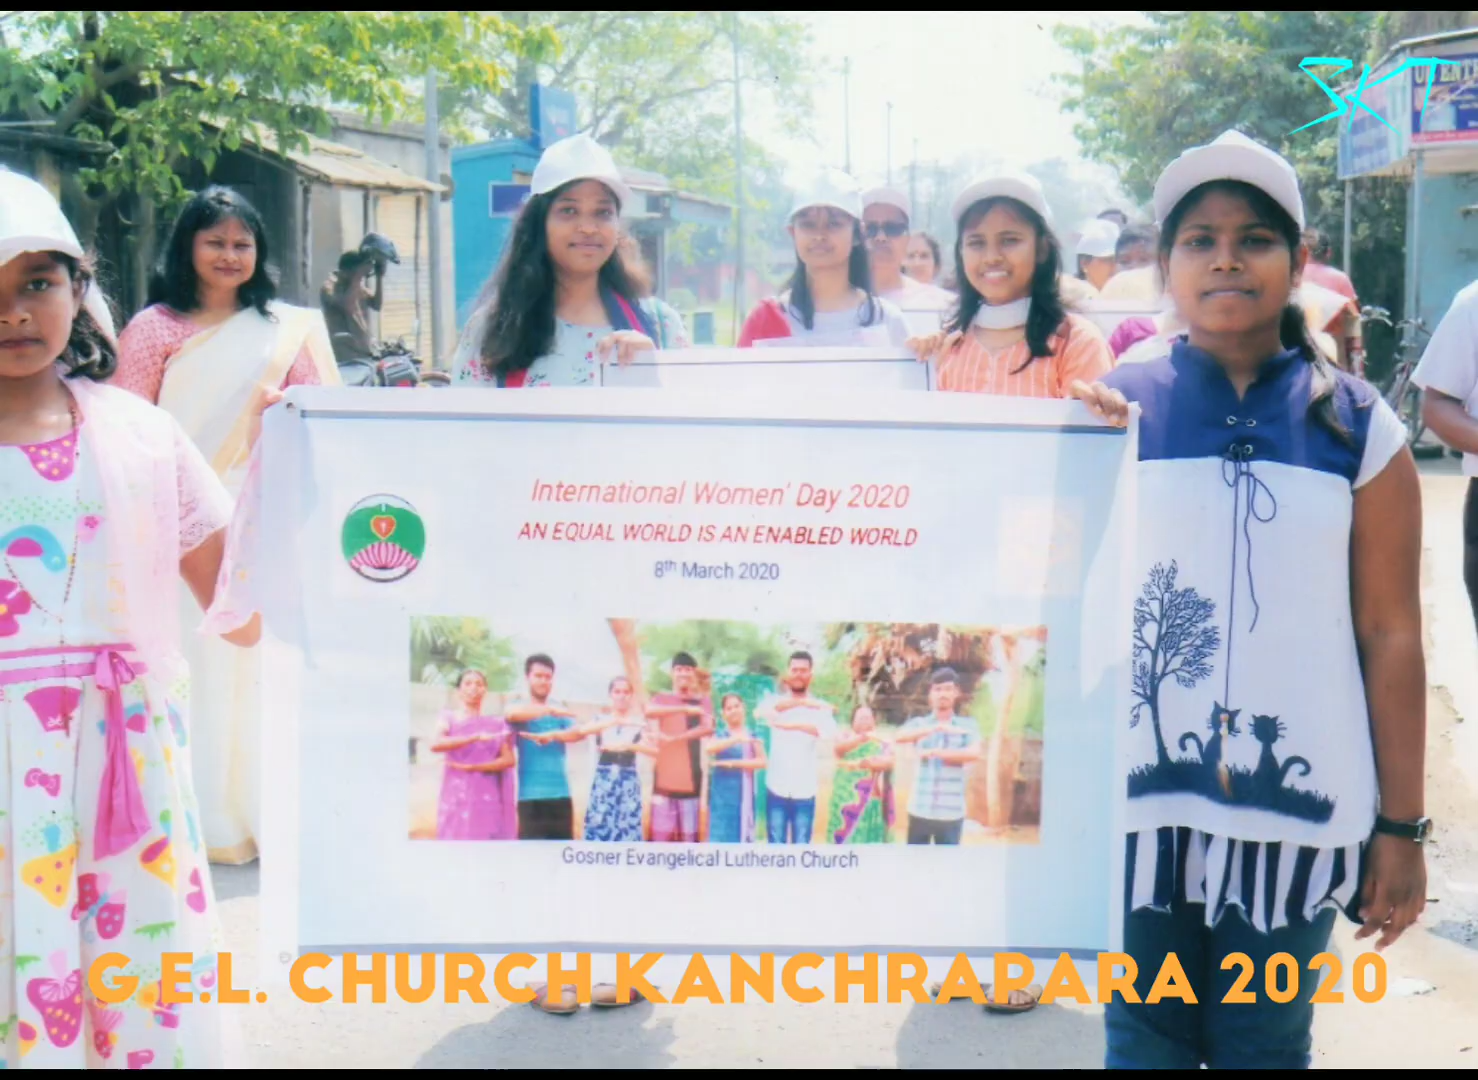 SKT
International Women' Day 2020
AN EQUAL WORLD IS AN ENABLED WORLD
8th March 2020
Gosner Evangelical Lutheran Church
G.E.L. CHURCH KANCHRAPARA 2020